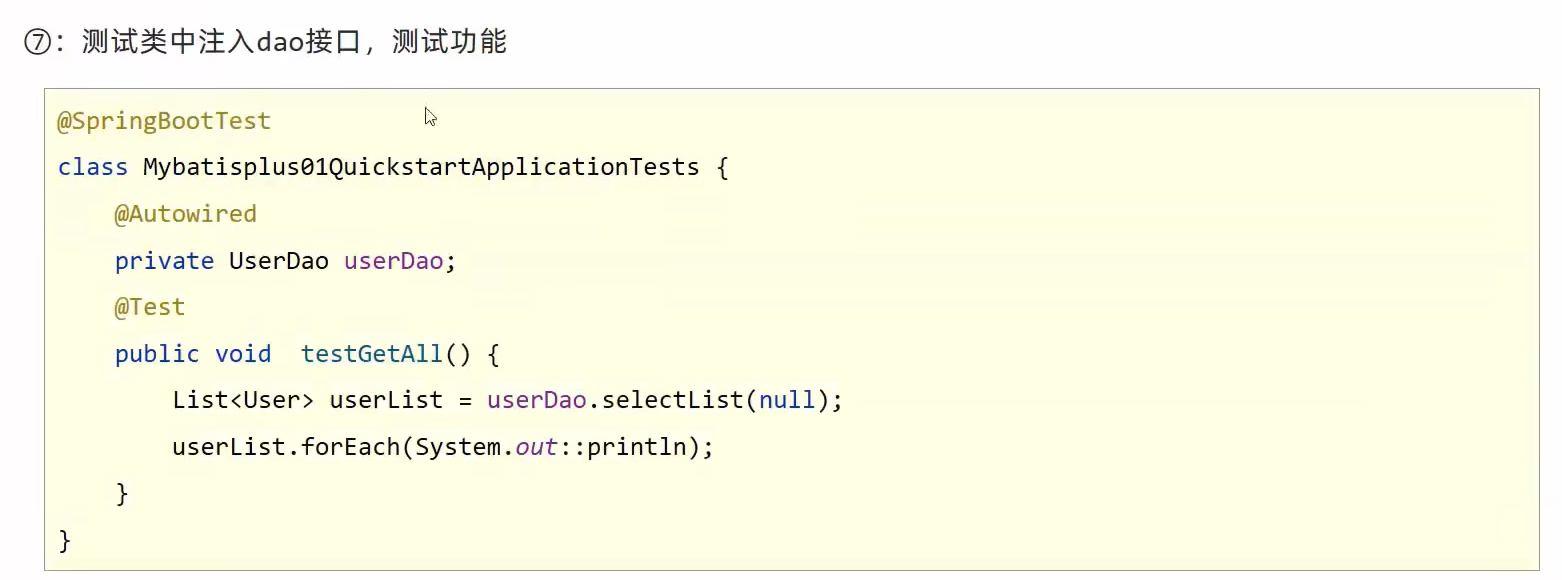 ⑦：测试类中注入dao接口，测试功能
@SpringBootTest
class Mybatisplus01QuickstartApplicationTests {
    @Autowired
    private UserDao userDao;
    @Test
    public void  testGetAll() {
        List<User> userList = userDao.selectList(null);
        userList.forEach(System.out::println);
    }
}